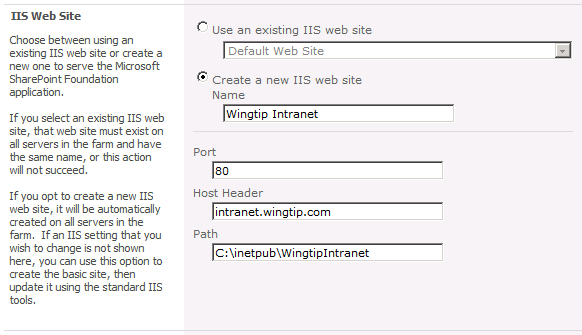 IIS Web Site
Choose between using an
existing IIS web site or create a
new one to serve the Microsoft
SharePoint Foundation
application.
If you select an existing IIS web
site, that web site must exist on
all servers in the farm and have
the same name, or this action
will not succeed.
If you opt to create a new IIS
web site, it will be automatically
created on all servers in the
farm.  If an IIS setting that you
wish to change is not shown
here, you can use this option to
create the basic site, then
update it using the standard IIS
tools.
Use an existing IIS web site
Default Web Site
Create a new IIS web site
Name
Wingtip Intranet
Port
80
Host Header
intranet.wingtip.com
Path
C:\inetpub\WingtipIntranet